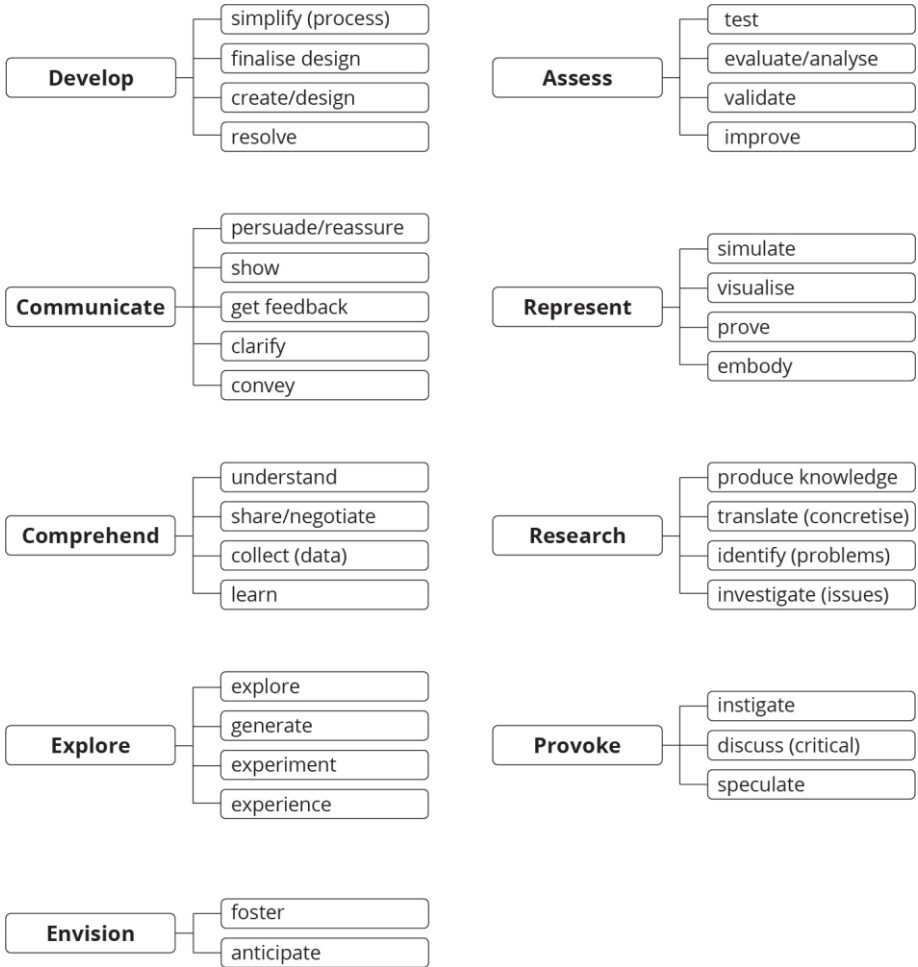 Develop
simplify (process)
finalise design
create/design
resolve
Assess
test
evaluate/analyse
validate
improve
Communicate
persuade/reassure
show
get feedback
clarify
convey
Represent
simulate
visualise
prove
embody
Comprehend
understand
share/negotiate
collect (data)
learn
Research
produce knowledge
translate (concretise)
identify (problems)
investigate (issues)
Explore
explore
generate
experiment
experience
Provoke
instigate
discuss (critical)
speculate
Envision
foster
anticipate